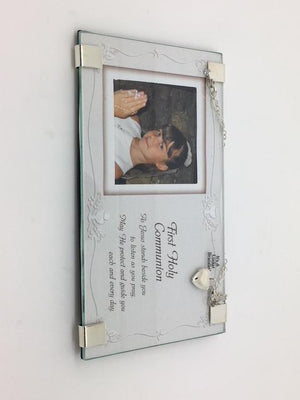 First Holy
Communion
As Jesus stands beside you
to listen as you pray,
May He protect and guide you
each and every day.